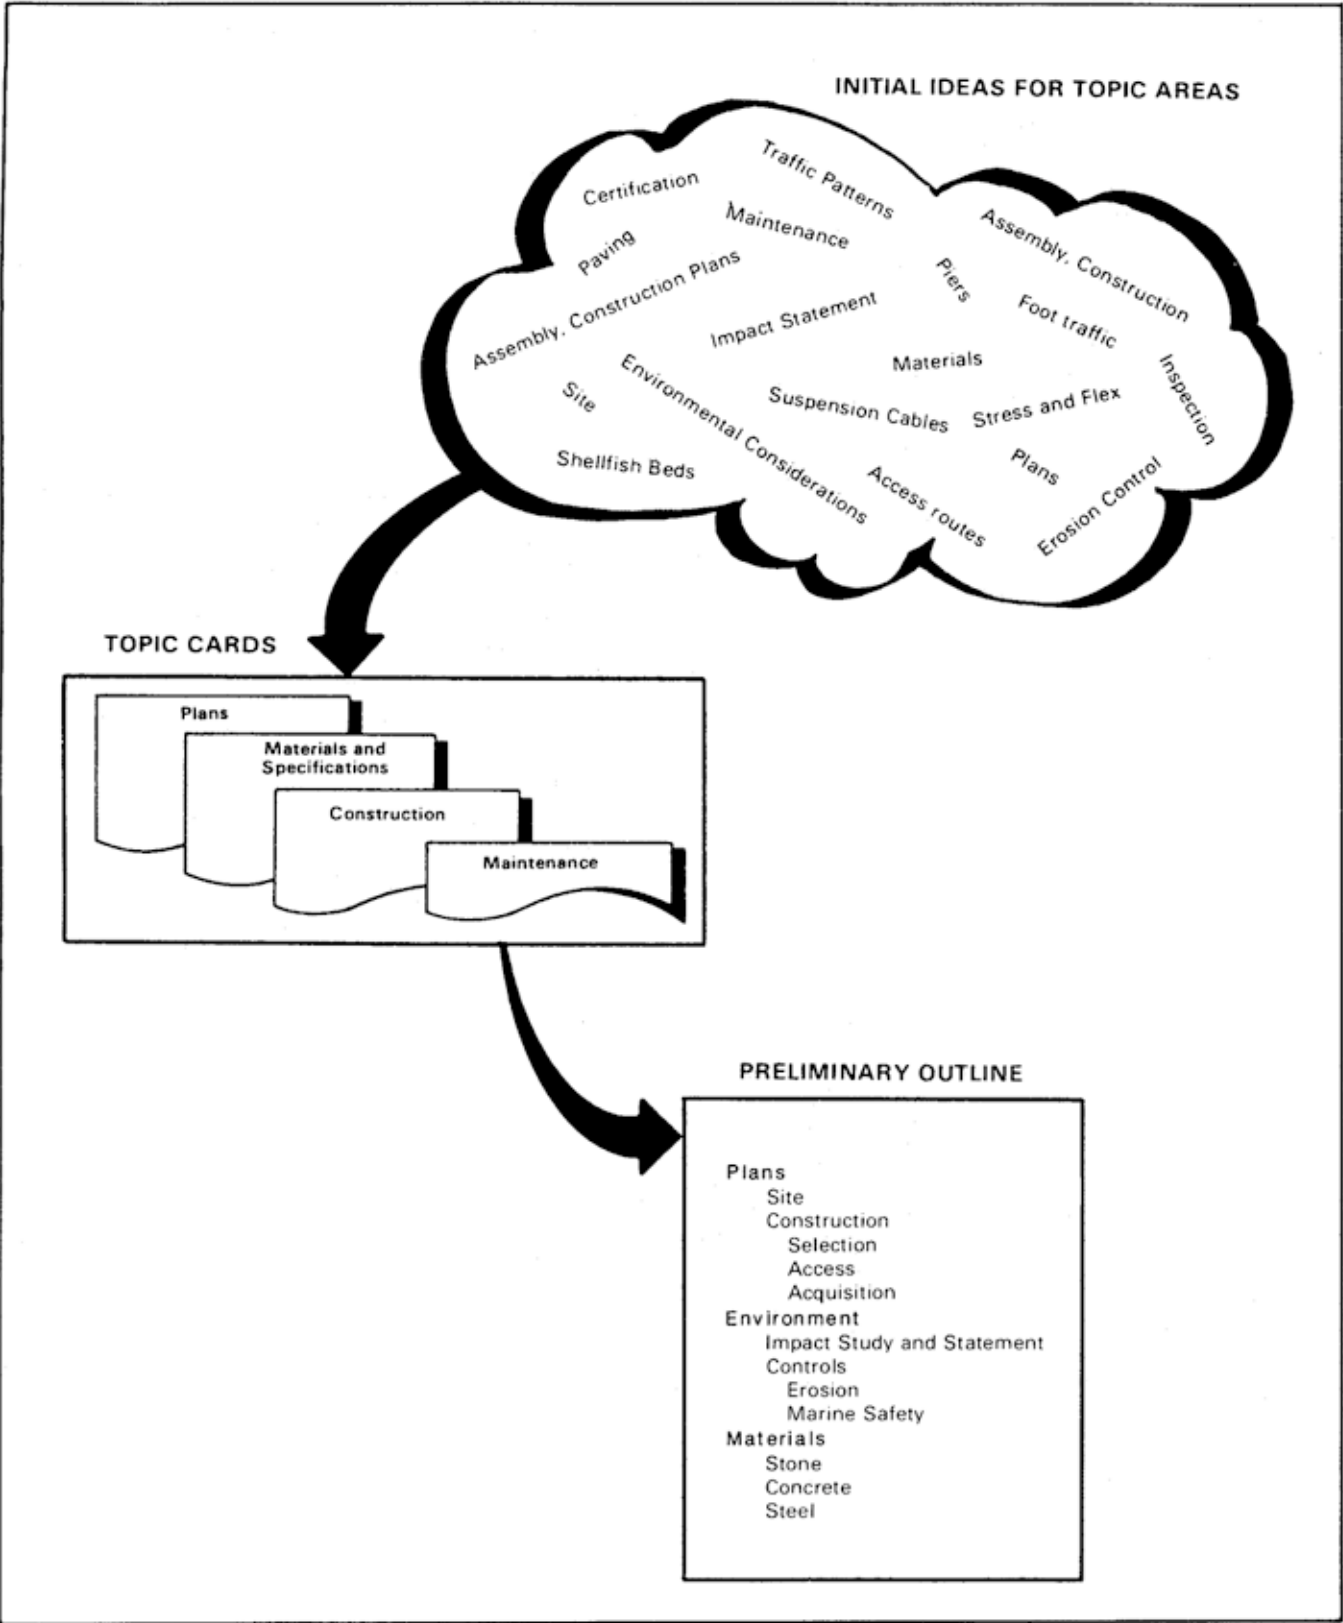 INITIAL IDEAS FOR TOPIC AREAS
Certification
Traffic Patterns
Maintenance
Assembly, Construction
Paving
Piers
Assembly, Construction Plans
Impact Statement
Foot traffic
Materials
Inspection
Site
Environmental Considerations
Suspension Cables
Stress and Flex
Shellfish Beds
Access routes
Plans
Erosion Control
TOPIC CARDS
Plans
Materials and
Specifications
Construction
Maintenance
PRELIMINARY OUTLINE
Plans
Site
Construction
Selection
Access
Acquisition
Environment
Impact Study and Statement
Controls
Erosion
Marine Safety
Materials
Stone
Concrete
Steel